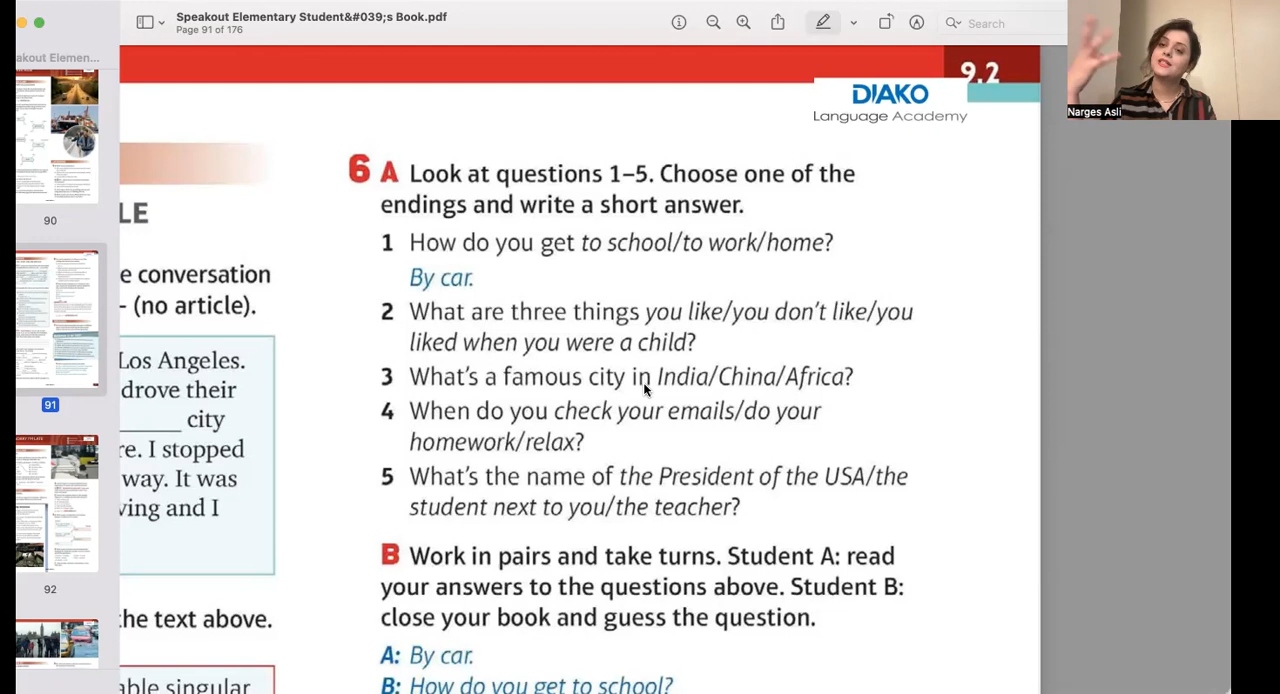 Speakout Elementary Student&#039;s Book.pdf
Page 91 of 176
Search
Narges Asli
akout Elemen...
90
91
92
9.2
DIAKO
Language Academy
LE
e invitation
- (no article).
Los Angeles
drove their
______ city
re. I stopped
way. It was
ving and I
the text above.
able singular
6 A Look at questions 1–5. Choose one of the
endings and write a short answer.
1 How do you get to school/to work/home?
By car.
2 What are three things you like/you don't like/you
liked when you were a child?
3 What's a famous city in India/China/Africa?
4 When do you check your emails/do your
homework/relax?
5 What's the name of the President of the USA/the
student next to you/the teacher?
B Work in pairs and take turns. Student A: read
your answers to the questions above. Student B:
close your book and guess the question.
A: By car.
B: How do you get to school?